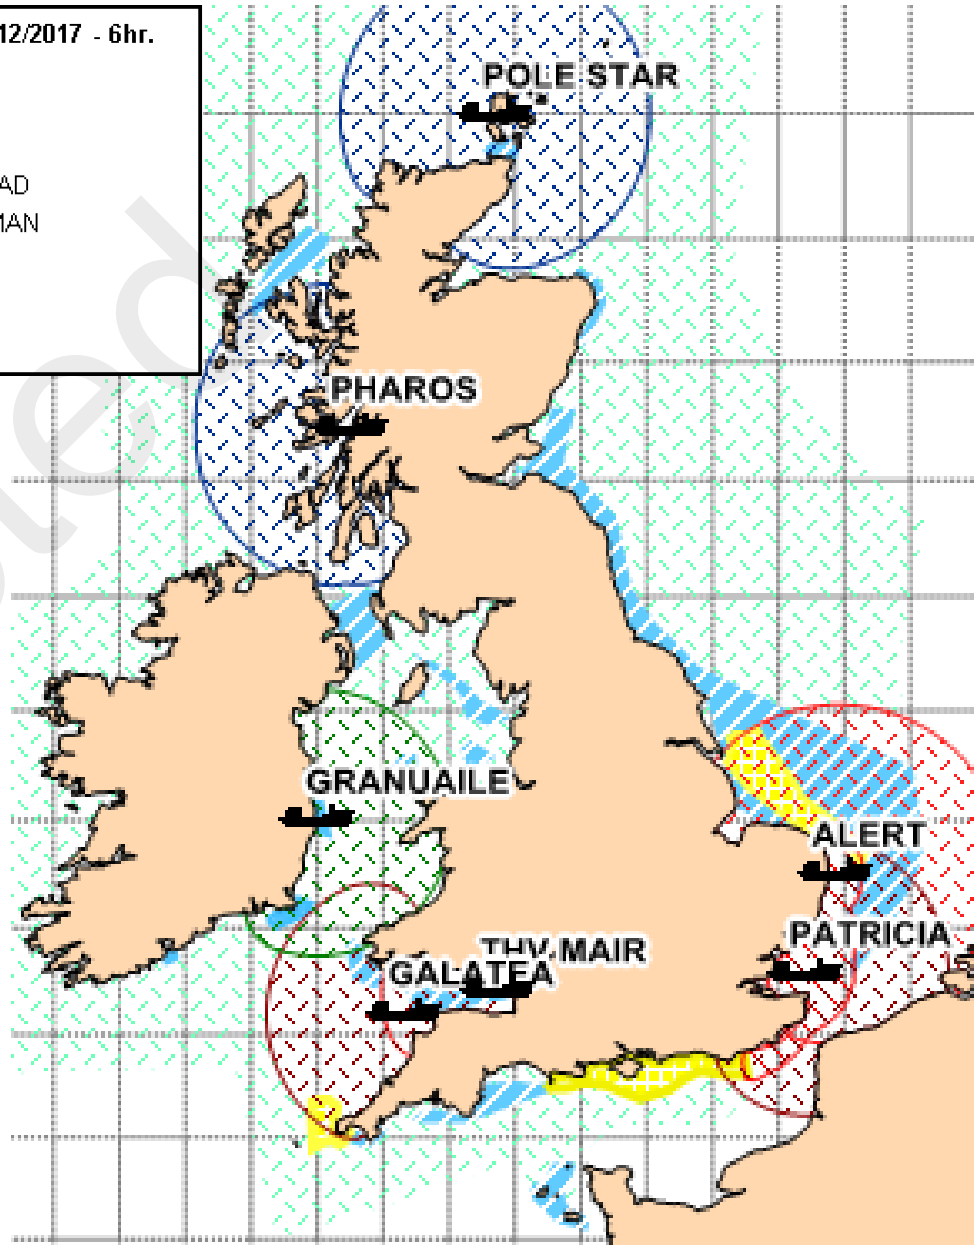 12/2017 - 6hr.
AD
MAN
POLE STAR
PHAROS
GRANUAILE
ALERT
PATRICIA
THV MAIR
GALATEA